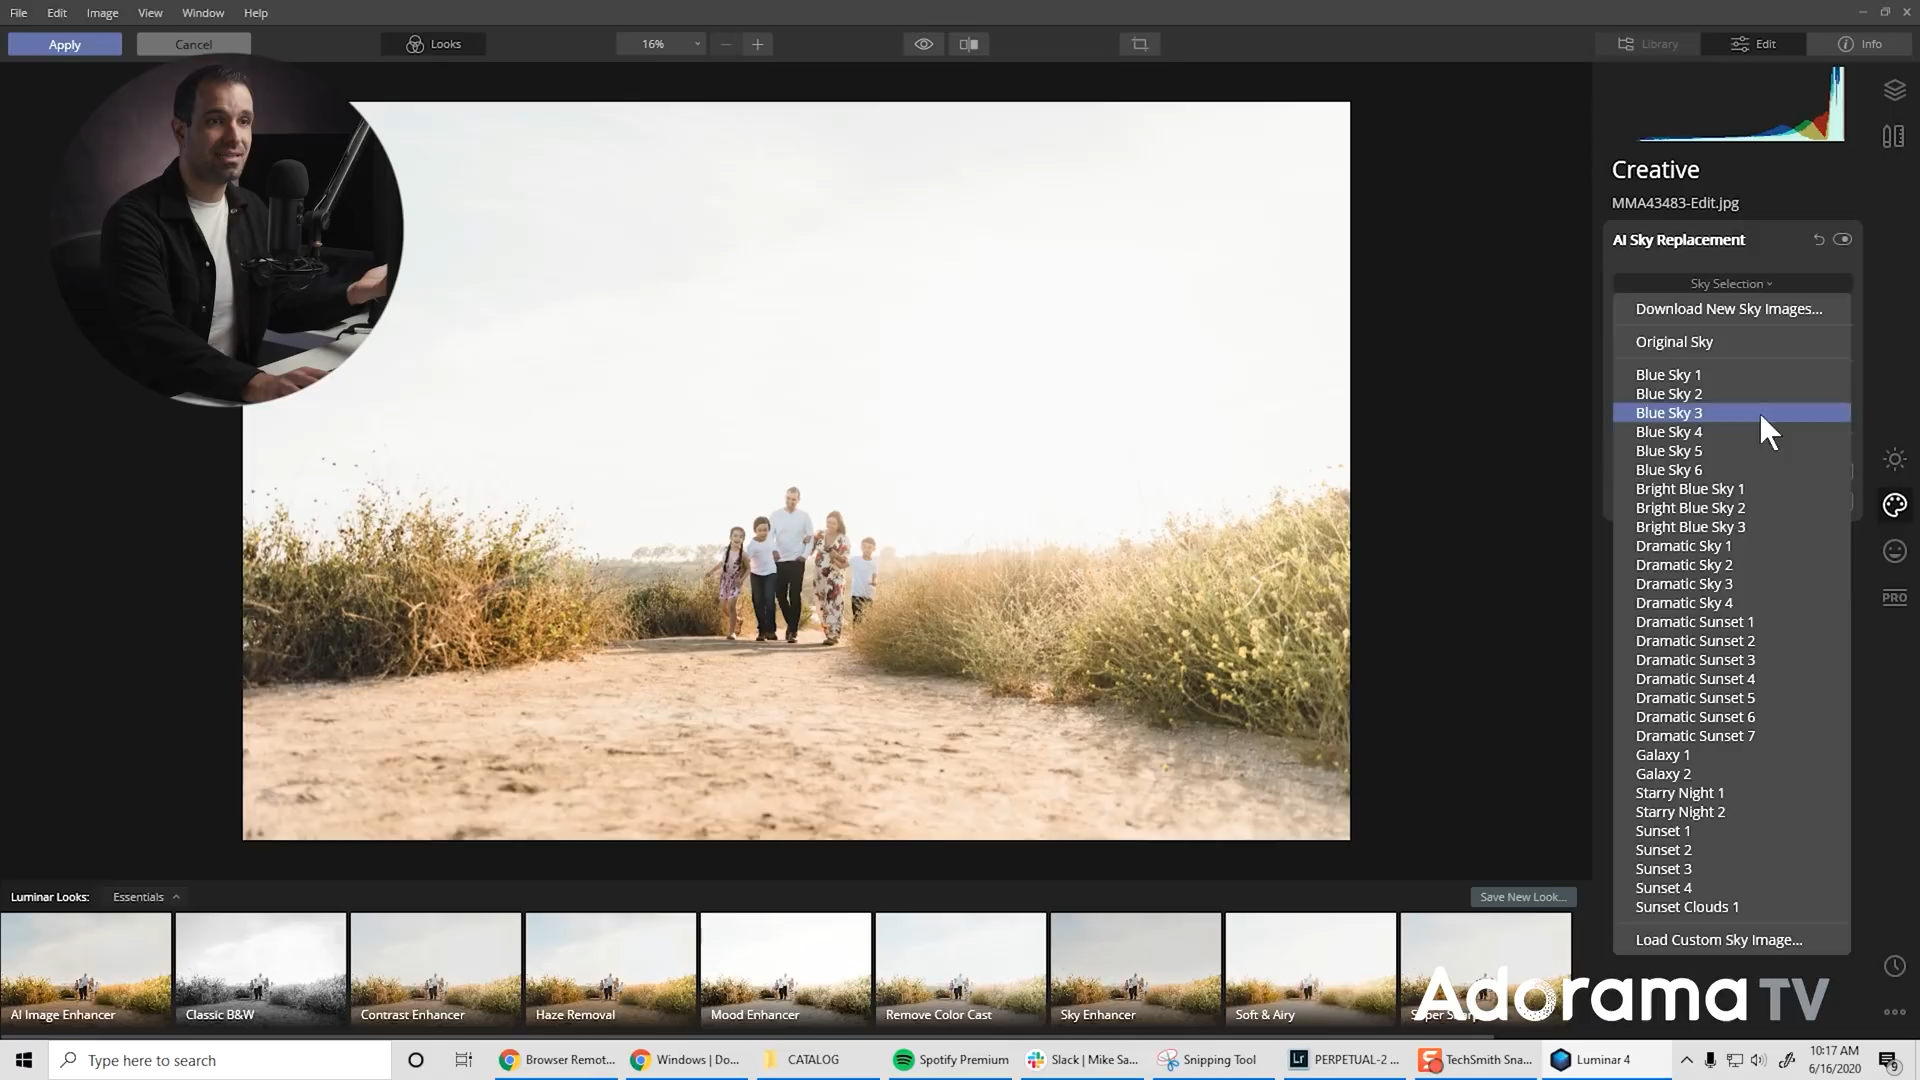 File Edit Image View Window Help
Apply Cancel Looks 16% Library Edit Info
Creative
MMA43483-Edit.jpg
AI Sky Replacement
Sky Selection
Download New Sky Images...
Original Sky
Blue Sky 1
Blue Sky 2
Blue Sky 3
Blue Sky 4
Blue Sky 5
Blue Sky 6
Bright Blue Sky 1
Bright Blue Sky 2
Bright Blue Sky 3
Dramatic Sky 1
Dramatic Sky 2
Dramatic Sky 3
Dramatic Sky 4
Dramatic Sunset 1
Dramatic Sunset 2
Dramatic Sunset 3
Dramatic Sunset 4
Dramatic Sunset 5
Dramatic Sunset 6
Dramatic Sunset 7
Galaxy 1
Galaxy 2
Starry Night 1
Starry Night 2
Sunset 1
Sunset 2
Sunset 3
Sunset 4
Sunset Clouds 1
Load Custom Sky Image...
PRO
Luminar Looks: Essentials Save New Look...
AI Image Enhancer Classic B&W Contrast Enhancer Haze Removal Mood Enhancer Remove Color Cast Sky Enhancer Soft & Airy Super
Adorama TV
Type here to search Browser Remot... Windows | Do... CATALOG Spotify Premium Slack | Mike Sa... Snipping Tool PERPETUAL-2 ... TechSmith Sna... Luminar 4 10:17 AM
Lr 6/16/2020 9